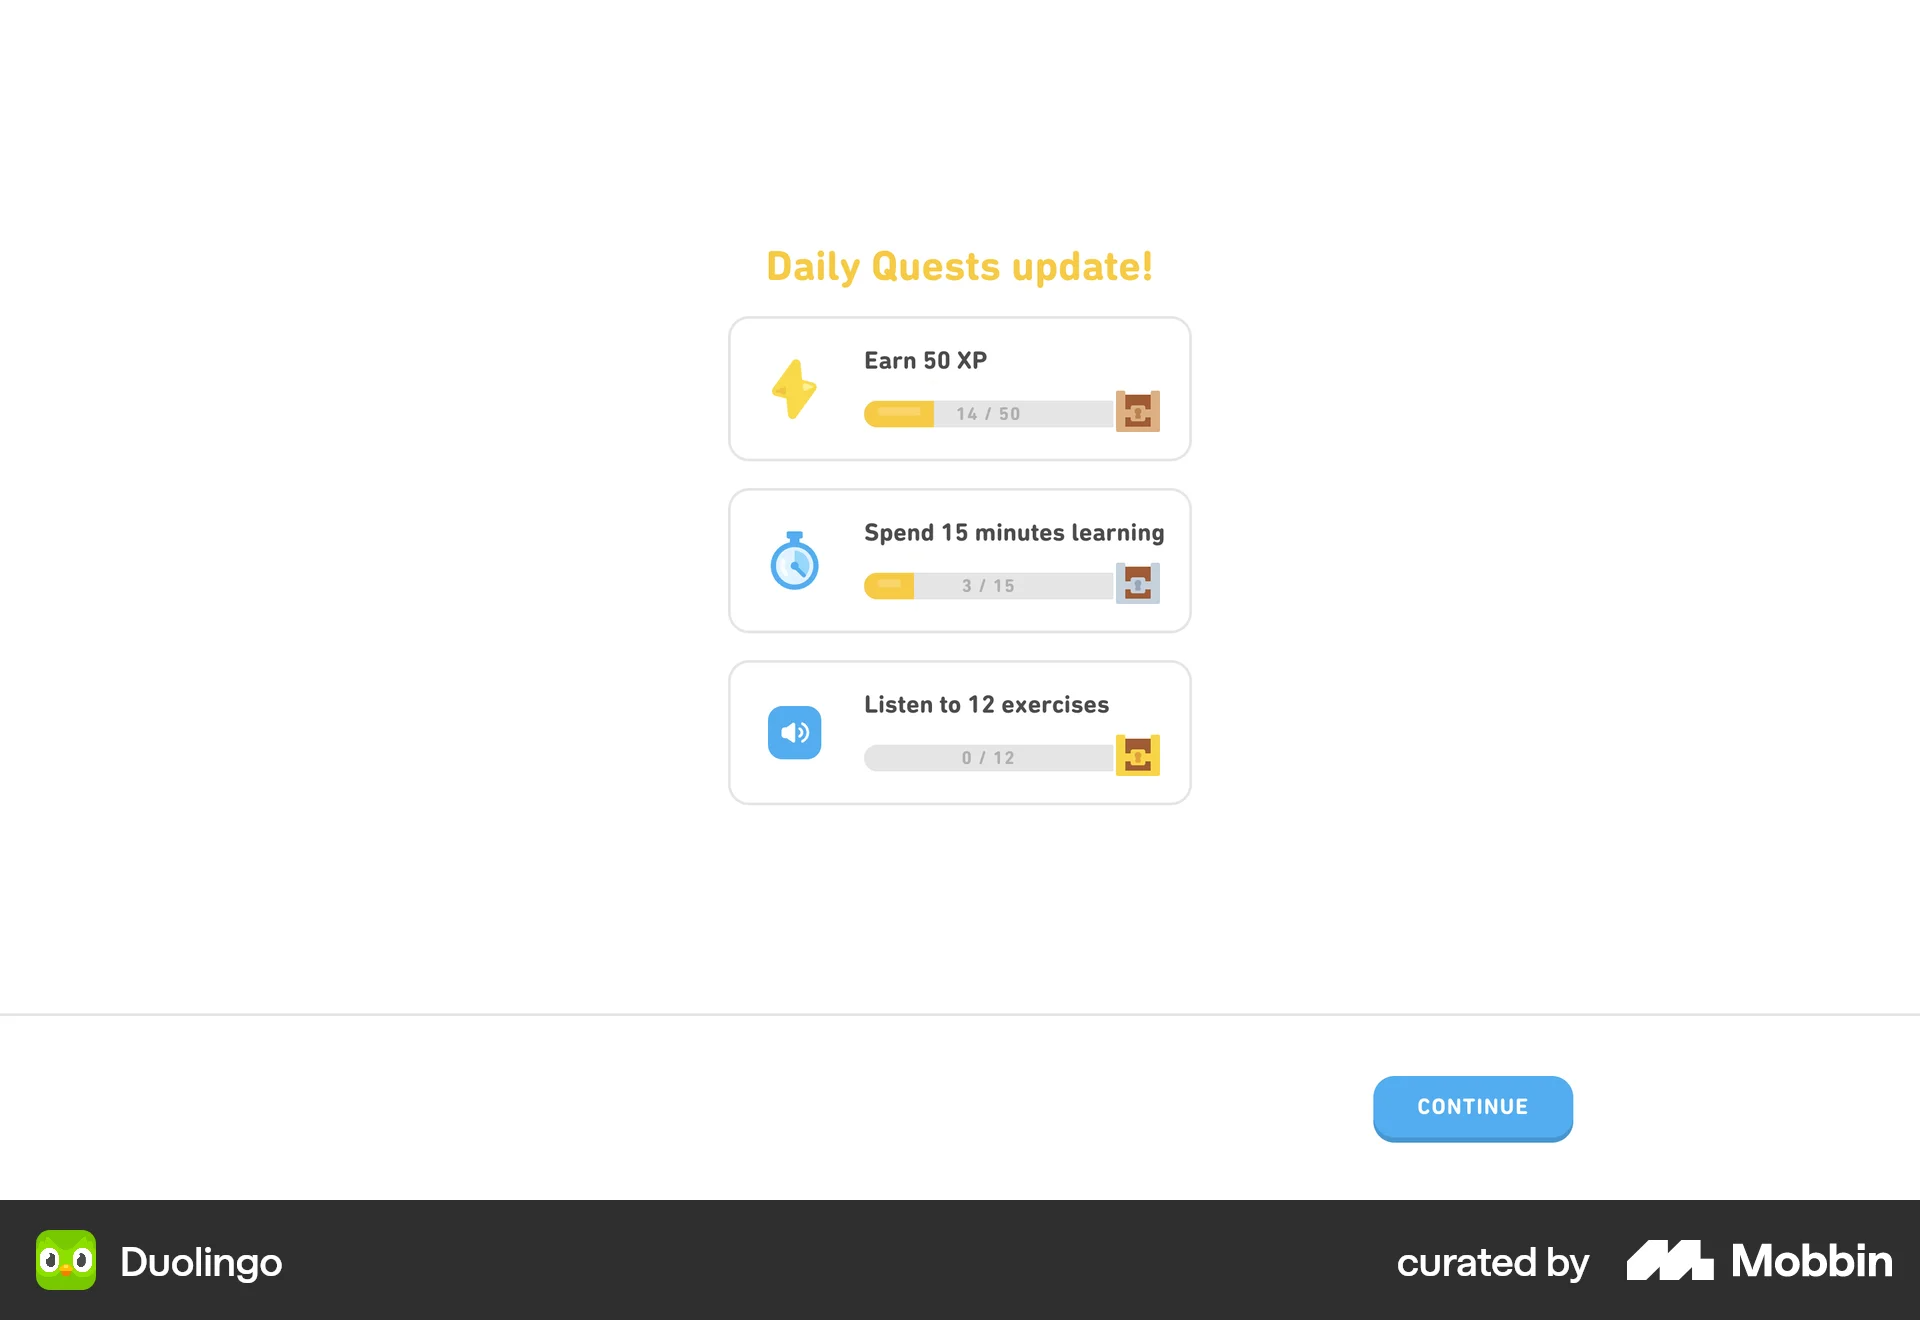 Daily Quests update!
Earn 50 XP
14 / 50
Spend 15 minutes learning
3 / 15
Listen to 12 exercises
0 / 12
CONTINUE
Duolingo
curated by Mobbin